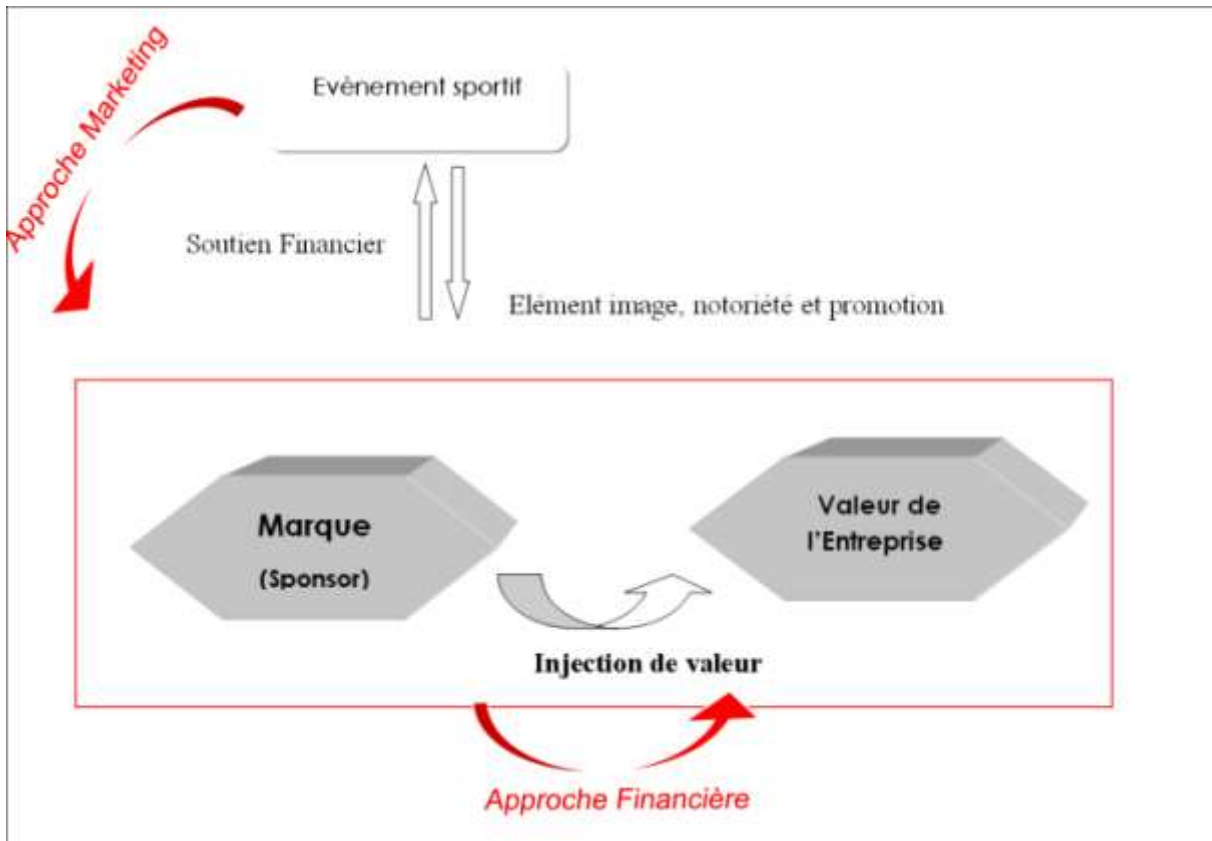 Approche Marketing
Evènement sportif
Soutien Financier
Elément image, notoriété et promotion
Marque
(Sponsor)
Valeur de
l'Entreprise
Injection de valeur
Approche Financière